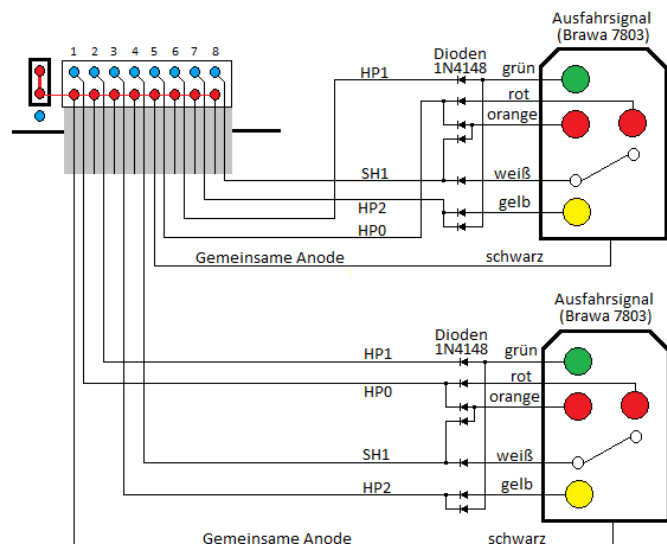 Ausfahrsignal
(Brawa 7803)
1 2 3 4 5 6 7 8
Dioden
1N4148
grün
HP1
rot
orange
SH1
weiß
HP2
gelb
HP0
Gemeinsame Anode
schwarz
Ausfahrsignal
(Brawa 7803)
Dioden
1N4148
grün
HP1
rot
HP0
orange
SH1
weiß
HP2
gelb
Gemeinsame Anode
schwarz